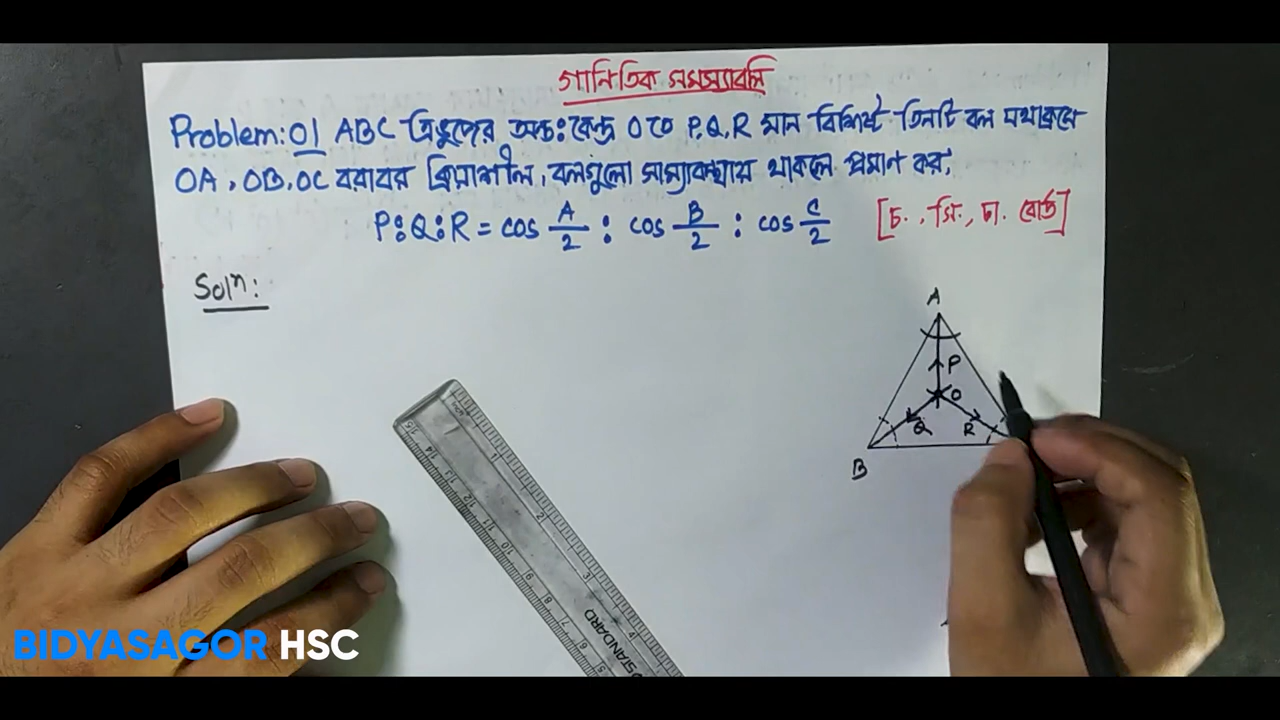 গানিতিক সমস্যাবলি
Problem: 01 ABC ত্রিভুজের অন্তঃকেন্দ্র O তে P, Q, R মান বিশিষ্ট তিনটি বল যথাক্রমে
OA, OB, OC বরাবর ক্রিয়াশীল, বলগুলো সাম্যাবস্থায় থাকলে প্রমাণ কর,
P:Q:R = cos A/2 : cos B/2 : cos C/2 [চ., সি., ঢা. বোর্ড]
Solⁿ:
A
P
O
Q R
B
STANDARD
BIDYASAGOR HSC